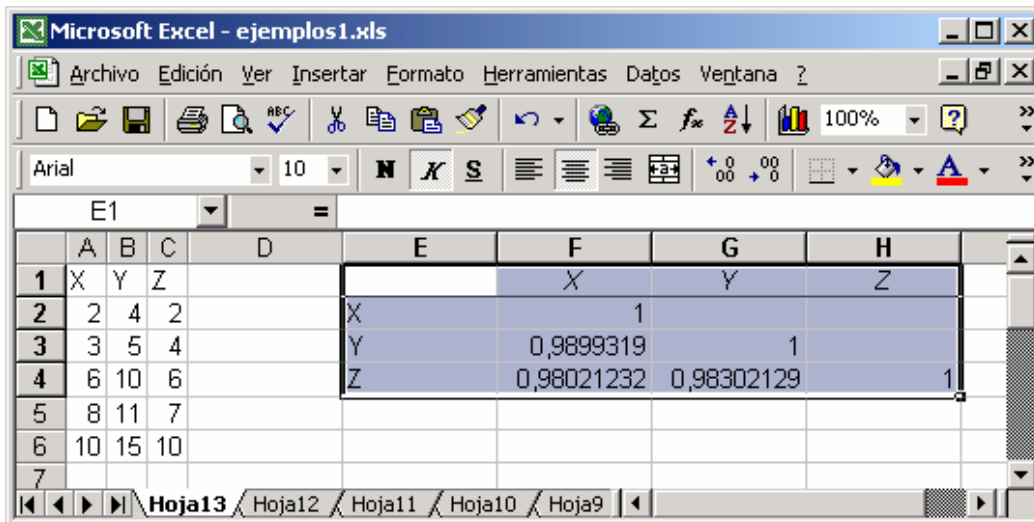 Microsoft Excel - ejemplos1.xls
Archivo Edición Ver Insertar Formato Herramientas Datos Ventana ?
ABC Σ fx A Z 100% ?
Arial 10 N K S A
E1 =
A B C D E F G H
1 X Y Z X Y Z
2 2 4 2 X 1
3 3 5 4 Y 0,9899319 1
4 6 10 6 Z 0,98021232 0,98302129 1
5 8 11 7
6 10 15 10
7
Hoja13 Hoja12 Hoja11 Hoja10 Hoja9